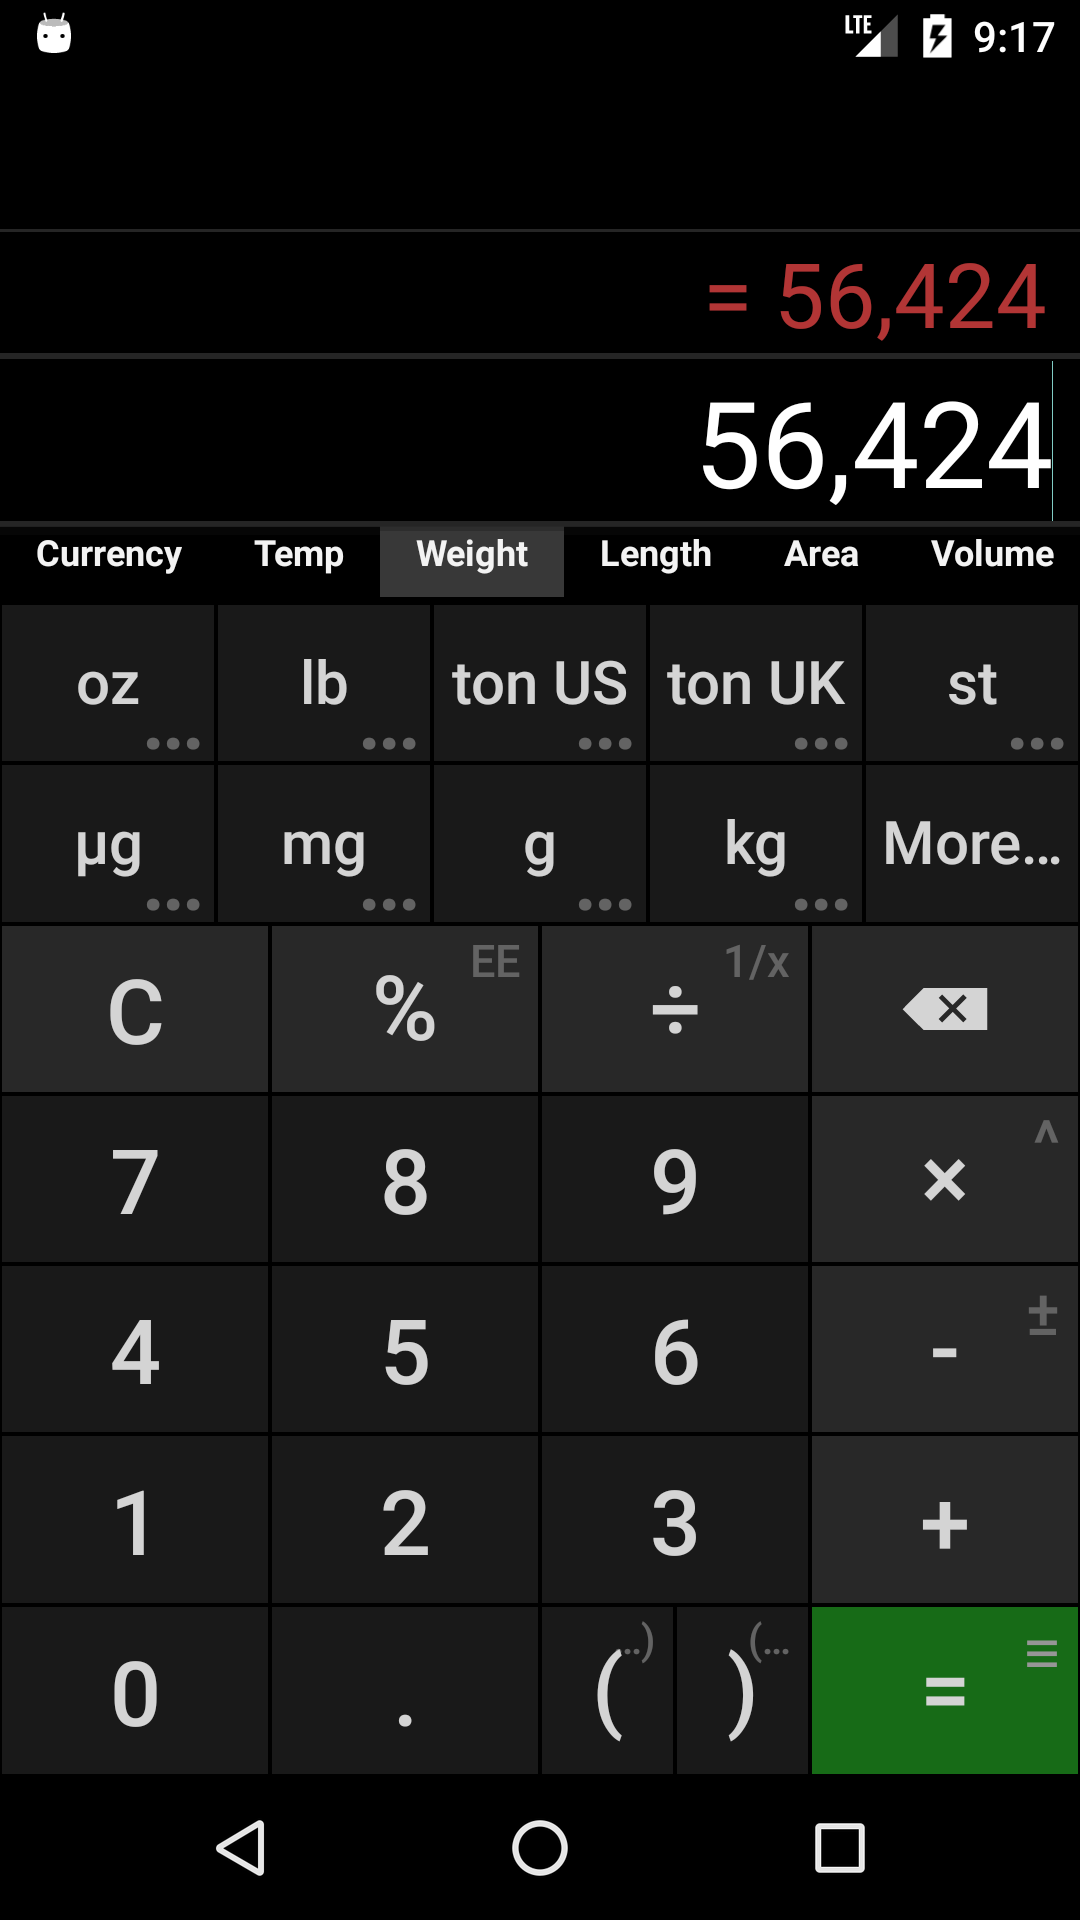 LTE 9:17
= 56,424
56,424
Currency Temp Weight Length Area Volume
oz lb ton US ton UK st
µg mg g kg More...
C % EE ÷ 1/x
7 8 9 × ^
4 5 6 - ±
1 2 3 +
0 . ( ..) ) (... = ≡